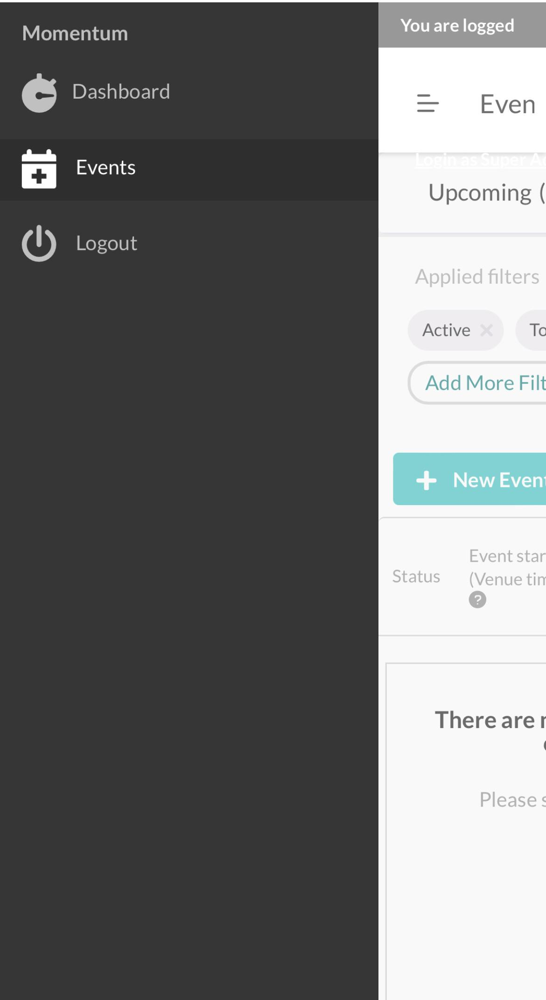 Momentum
Dashboard
Events
Logout
You are logged
Even
Login as Super
Upcoming (
Applied filters
Active
To
Add More Filt
New Event
Status
Event star
(Venue tim
?
There are
Please s